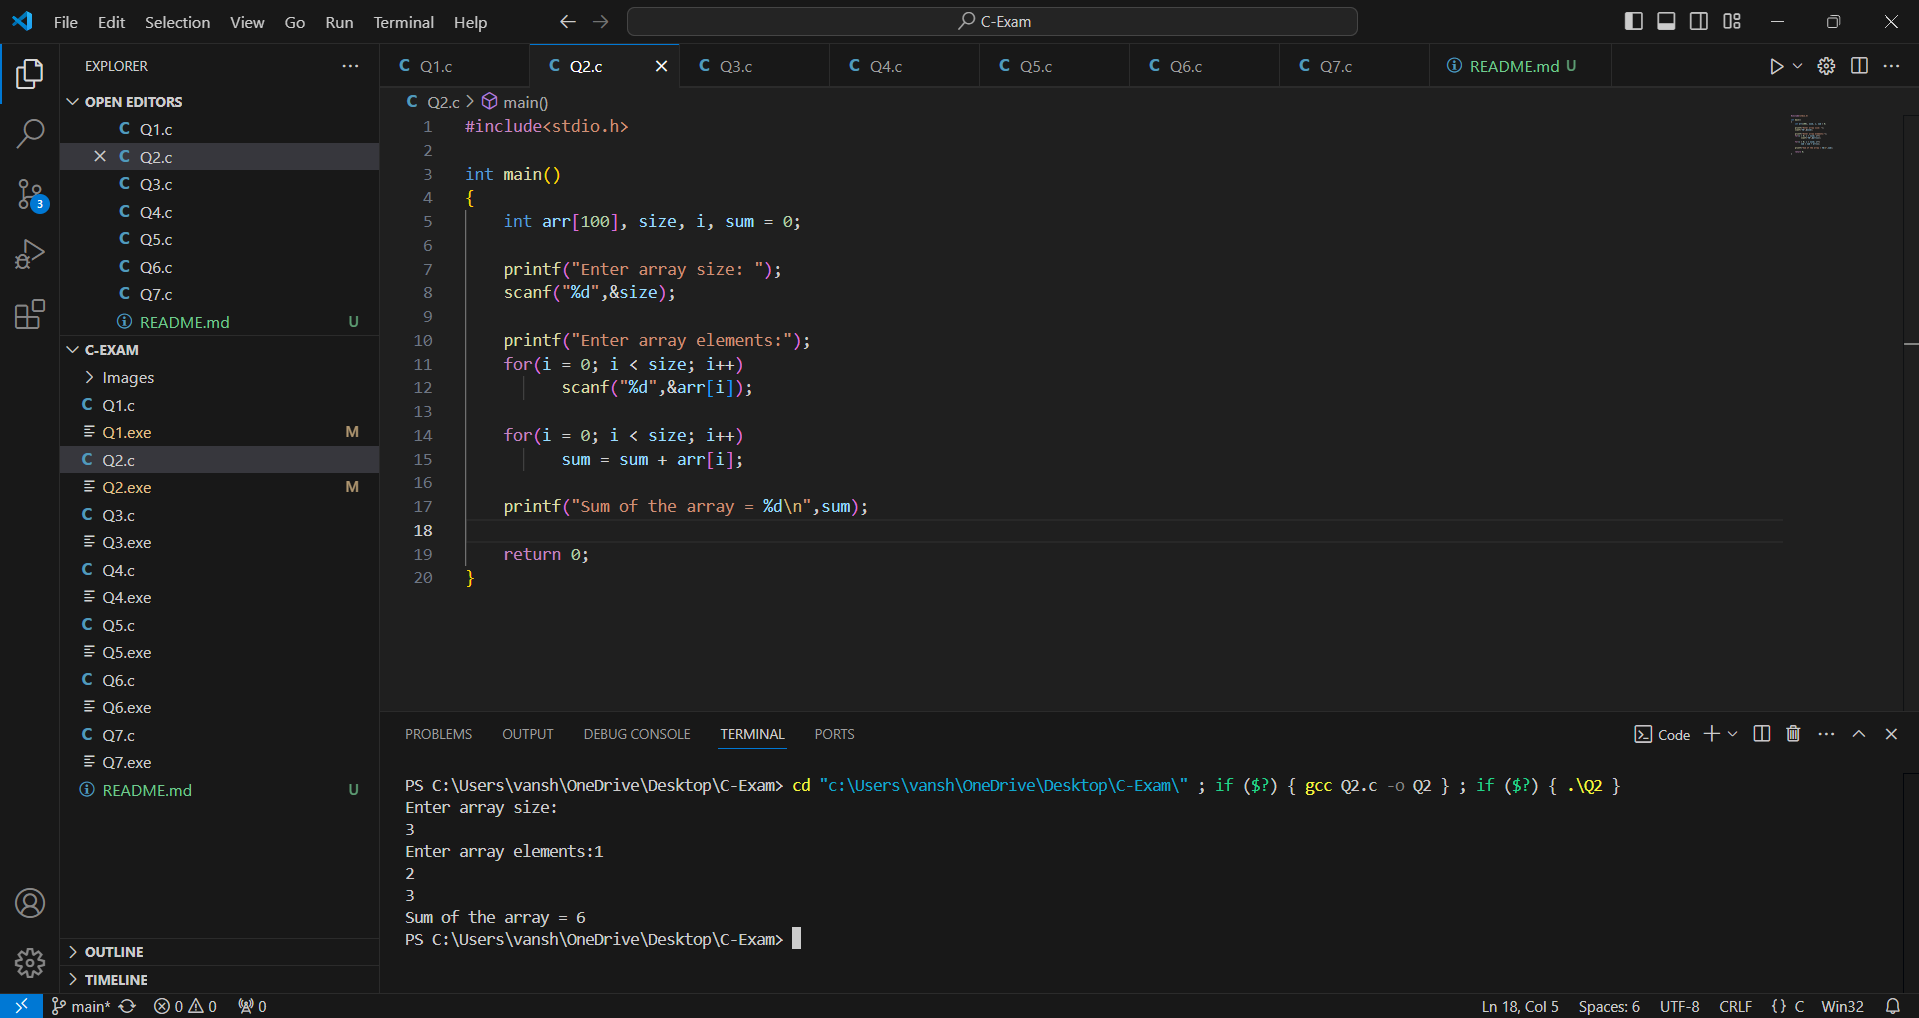 File Edit Selection View Go Run Terminal Help
C-Exam
EXPLORER
OPEN EDITORS
C Q1.c
C Q2.c
C Q3.c
C Q4.c
C Q5.c
C Q6.c
C Q7.c
README.md U
C-EXAM
Images
C Q1.c
Q1.exe M
C Q2.c
Q2.exe M
C Q3.c
Q3.exe
C Q4.c
Q4.exe
C Q5.c
Q5.exe
C Q6.c
Q6.exe
C Q7.c
Q7.exe
README.md U
OUTLINE
TIMELINE
3
C Q1.c C Q2.c C Q3.c C Q4.c C Q5.c C Q6.c C Q7.c README.md U
C Q2.c > main()
1 #include<stdio.h>
2
3 int main()
4 {
5 int arr[100], size, i, sum = 0;
6
7 printf("Enter array size: ");
8 scanf("%d",&size);
9
10 printf("Enter array elements:");
11 for(i = 0; i < size; i++)
12 scanf("%d",&arr[i]);
13
14 for(i = 0; i < size; i++)
15 sum = sum + arr[i];
16
17 printf("Sum of the array = %d\n",sum);
18
19 return 0;
20 }
PROBLEMS OUTPUT DEBUG CONSOLE TERMINAL PORTS
Code
PS C:\Users\vansh\OneDrive\Desktop\C-Exam> cd "c:\Users\vansh\OneDrive\Desktop\C-Exam\" ; if ($?) { gcc Q2.c -o Q2 } ; if ($?) { .\Q2 }
Enter array size:
3
Enter array elements:1
2
3
Sum of the array = 6
PS C:\Users\vansh\OneDrive\Desktop\C-Exam>
main* 0 0 0
Ln 18, Col 5 Spaces: 6 UTF-8 CRLF {} C Win32